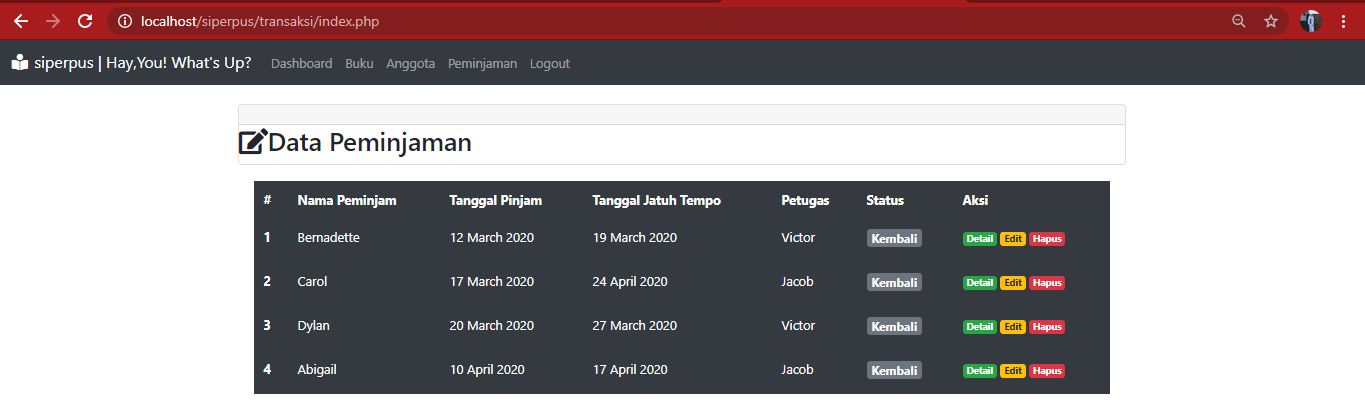 localhost/siperpus/transaksi/index.php
siperpus | Hay,You! What's Up? Dashboard Buku Anggota Peminjaman Logout
Data Peminjaman
# Nama Peminjam Tanggal Pinjam Tanggal Jatuh Tempo Petugas Status Aksi
1 Bernadette 12 March 2020 19 March 2020 Victor Kembali Detail Edit Hapus
2 Carol 17 March 2020 24 April 2020 Jacob Kembali Detail Edit Hapus
3 Dylan 20 March 2020 27 March 2020 Victor Kembali Detail Edit Hapus
4 Abigail 10 April 2020 17 April 2020 Jacob Kembali Detail Edit Hapus